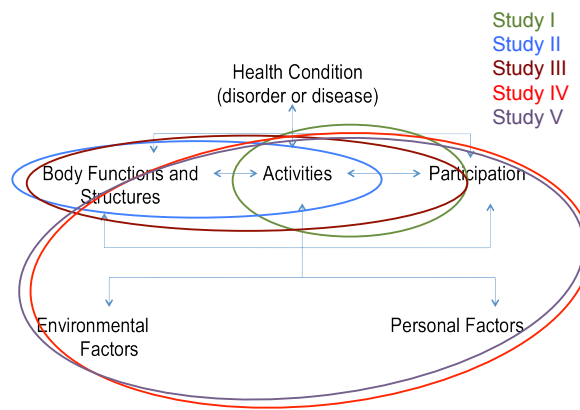 Study I
Study II
Study III
Study IV
Study V
Health Condition
(disorder or disease)
Body Functions and
Structures
Activities
Participation
Environmental
Factors
Personal Factors